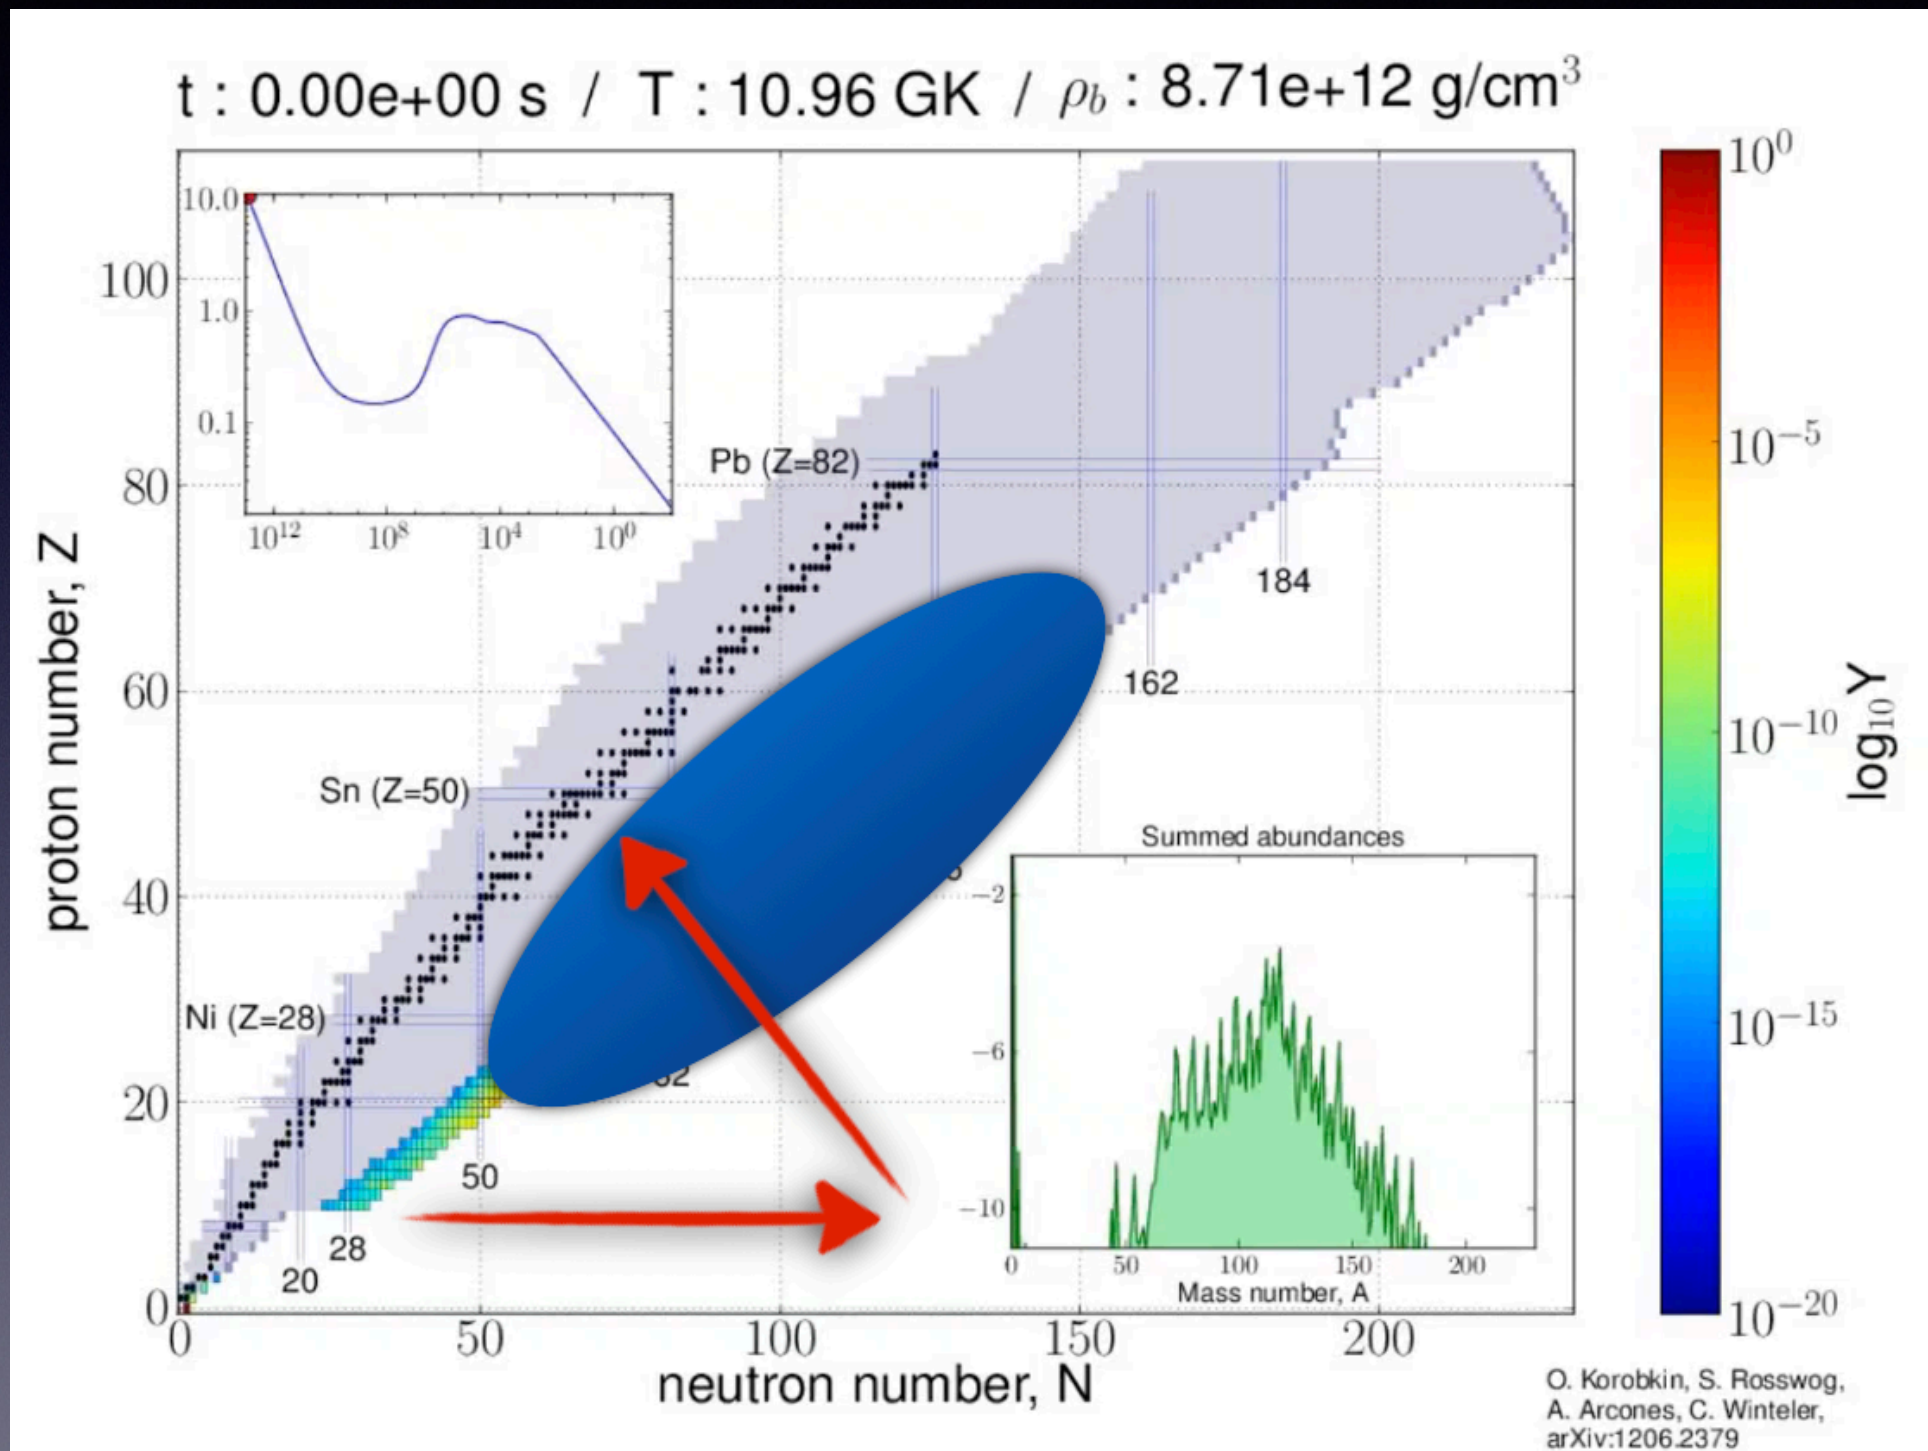 t : 0.00e+00 s / T : 10.96 GK / ρ_b : 8.71e+12 g/cm³
10.0
1.0
0.1
10¹² 10⁸ 10⁴ 10⁰
proton number, Z
100
80
60
40
20
0
Pb (Z=82)
Sn (Z=50)
Ni (Z=28)
184
162
50
28
20
Summed abundances
−2
−6
−10
0 50 100 150 200
Mass number, A
0 50 100 150 200
neutron number, N
10⁰
10⁻⁵
10⁻¹⁰
10⁻¹⁵
10⁻²⁰
log₁₀Y
O. Korobkin, S. Rosswog,
A. Arcones, C. Winteler,
arXiv:1206.2379